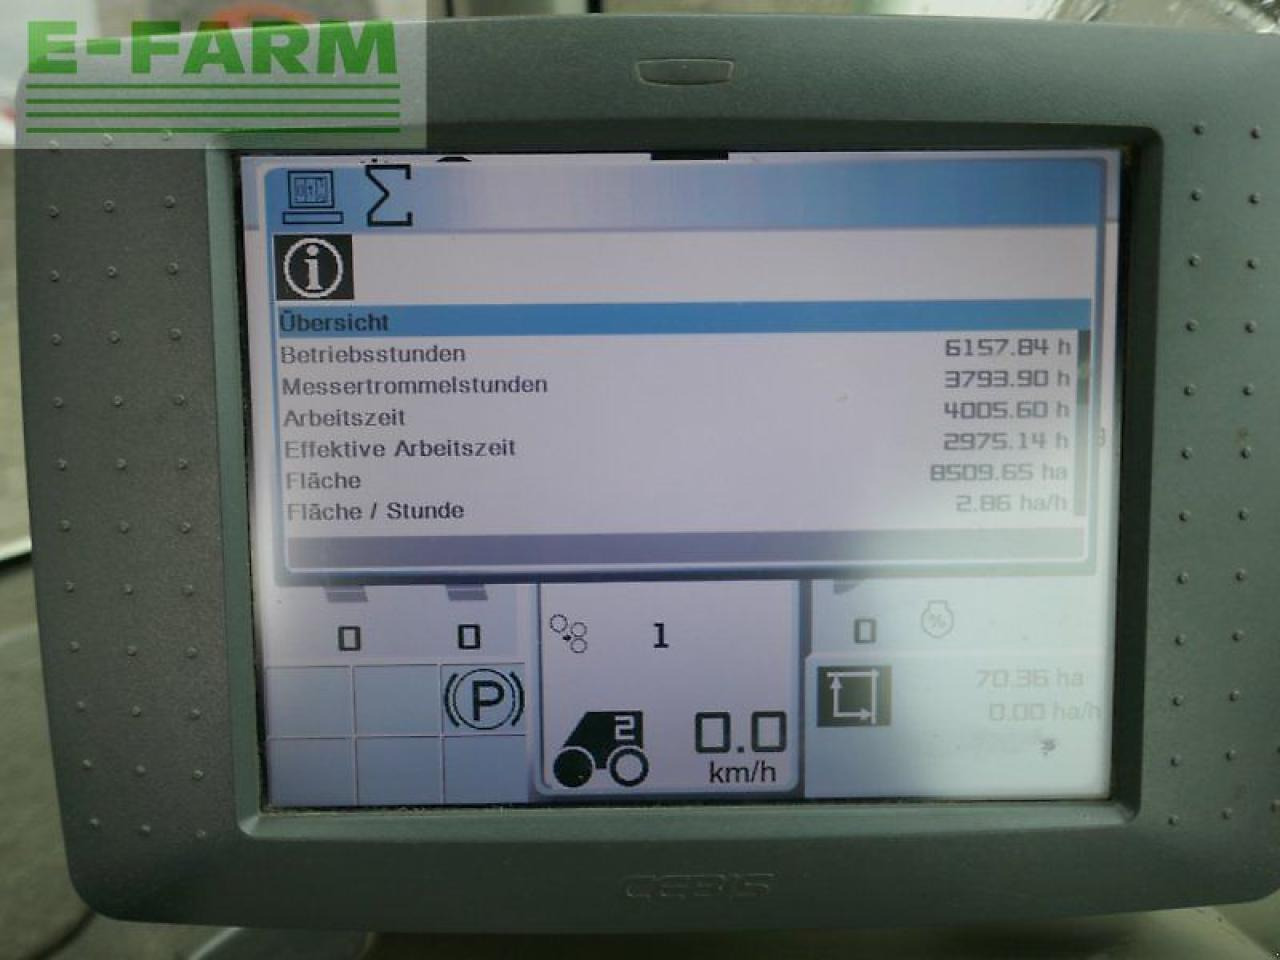 E-FARM
Übersicht
Betriebsstunden 6157.84 h
Messertrommelstunden 3793.90 h
Arbeitszeit 4005.60 h
Effektive Arbeitszeit 2975.14 h
Fläche 8509.65 ha
Fläche / Stunde 2.86 ha/h
0 0 1 0 %
P 2 0.0 km/h
70.36 ha
0.00 ha/h
CEBIS